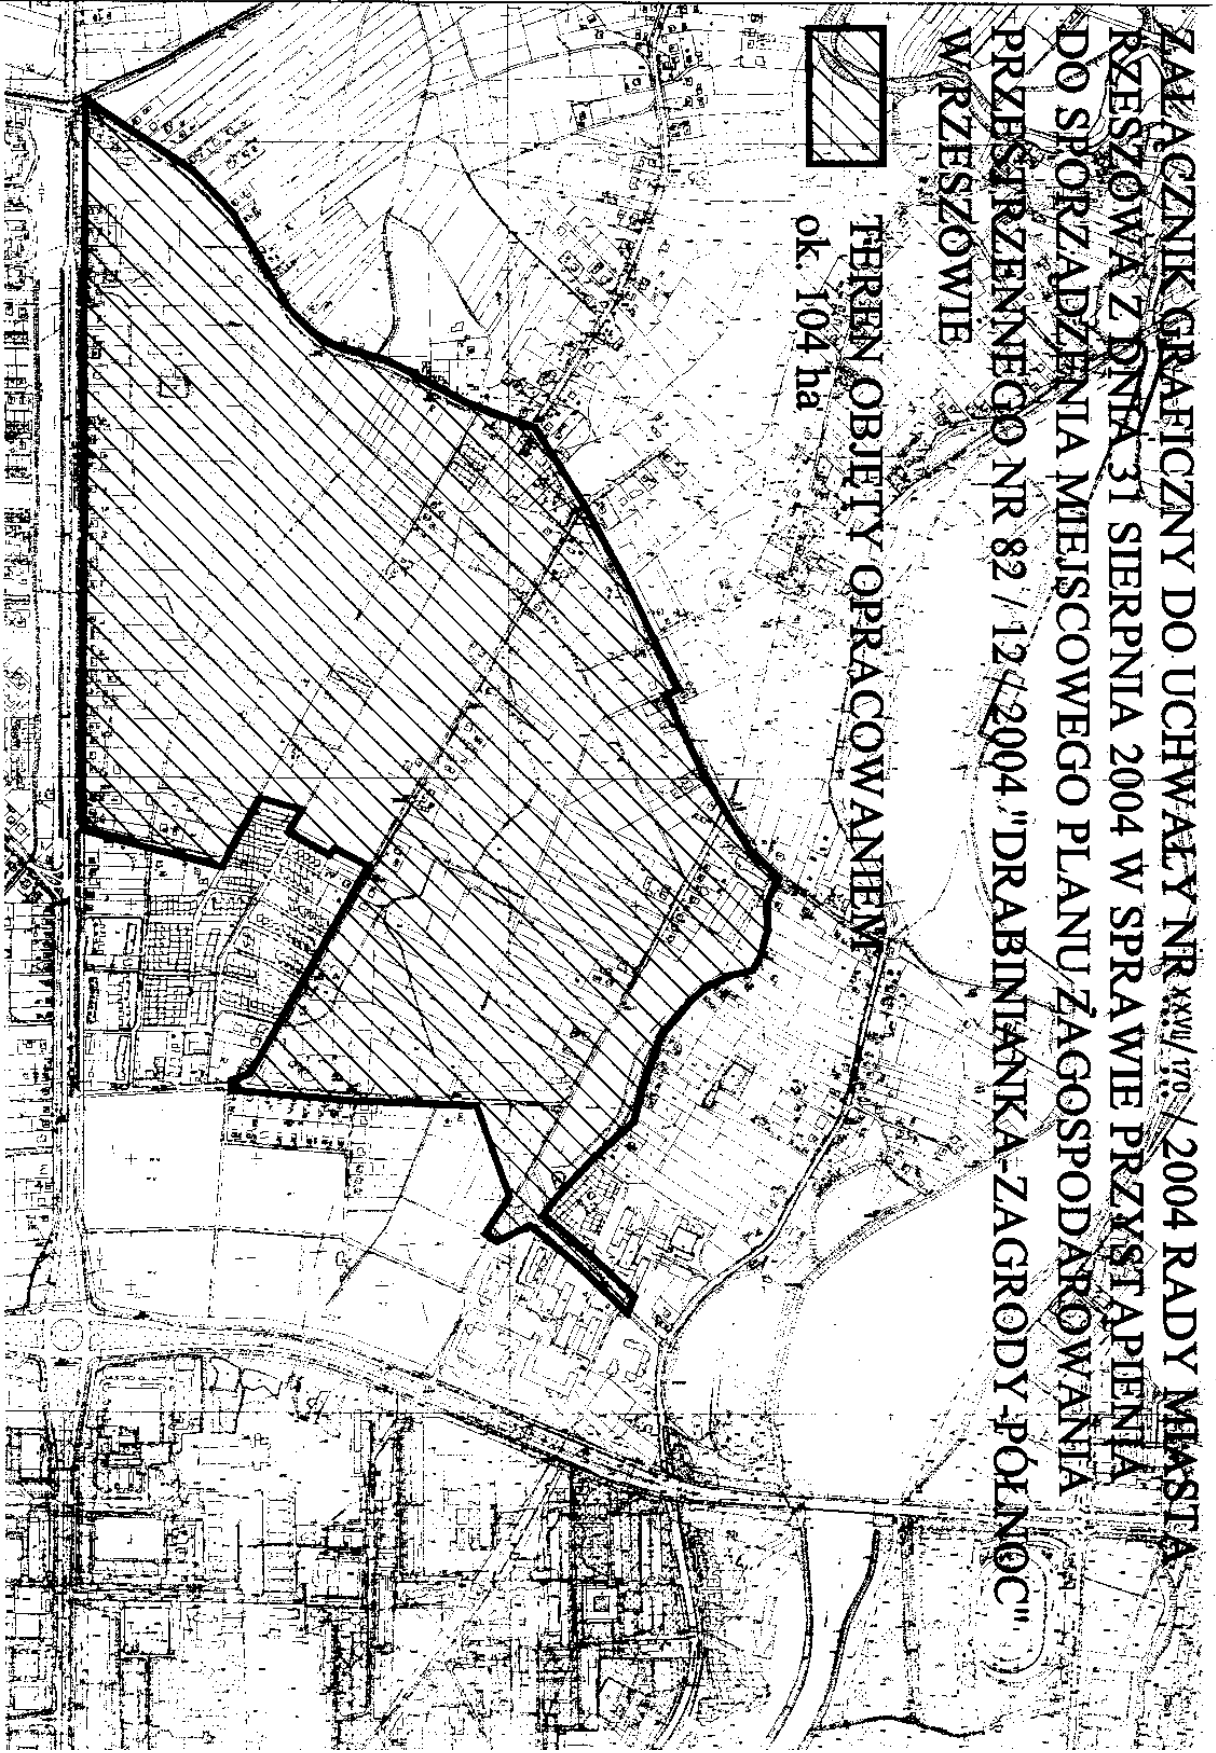 ZAŁĄCZNIK GRAFICZNY DO UCHWAŁY NR XXVII/170 / 2004 RADY MIASTA
RZESZOWA Z DNIA 31 SIERPNIA 2004 W SPRAWIE PRZYSTĄPIENIA
DO SPORZĄDZENIA MIEJSCOWEGO PLANU ZAGOSPODAROWANIA
PRZESTRZENNEGO NR 82 / 12 / 2004 "DRABINIANKA-ZAGRODY-PÓŁNOC"
W RZESZOWIE
TEREN OBJĘTY OPRACOWANIEM
ok. 104 ha